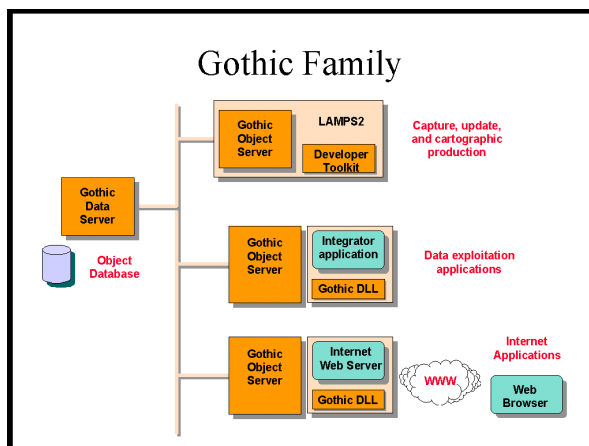 Gothic Family
Gothic
Object
Server
LAMPS2
Developer
Toolkit
Capture, update,
and cartographic
production
Gothic
Data
Server
Object
Database
Gothic
Object
Server
Integrator
application
Gothic DLL
Data exploitation
applications
Gothic
Object
Server
Internet
Web Server
Gothic DLL
WWW
Internet
Applications
Web
Browser